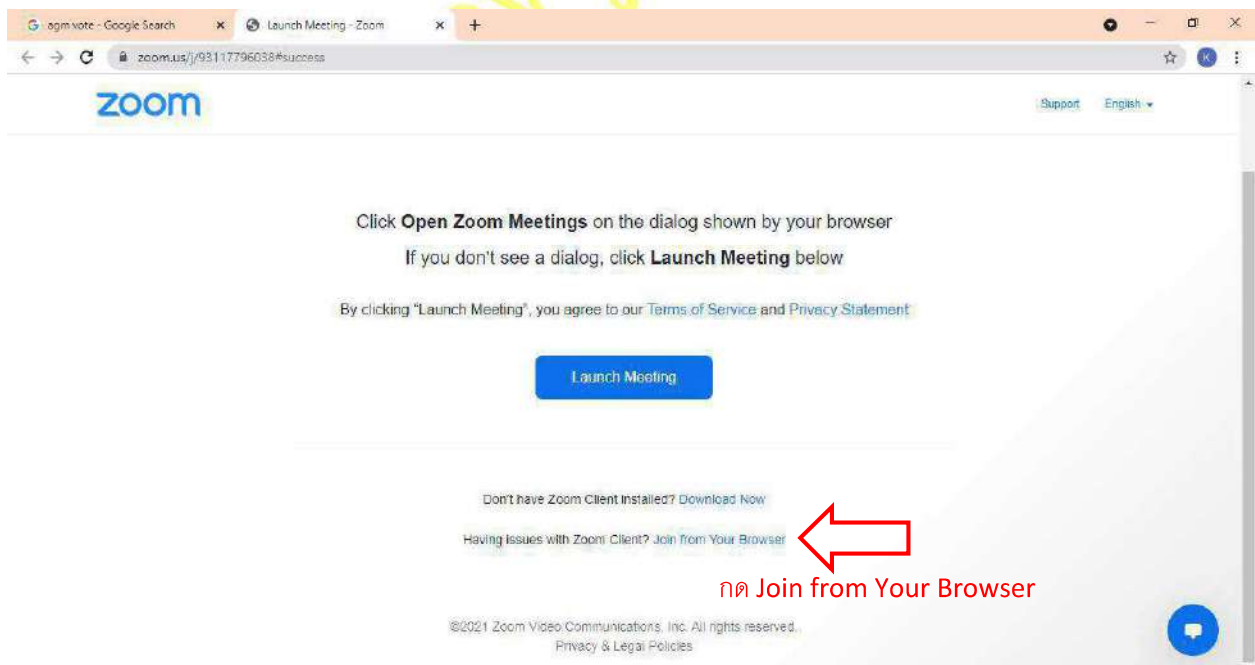 agm vote - Google Search
Launch Meeting - Zoom
zoom.us/j/93117796038#success
K
zoom
Support
English
Click Open Zoom Meetings on the dialog shown by your browser
If you don't see a dialog, click Launch Meeting below
By clicking "Launch Meeting", you agree to our Terms of Service and Privacy Statement
Launch Meeting
Don't have Zoom Client installed? Download Now
Having issues with Zoom Client? Join from Your Browser
กด Join from Your Browser
©2021 Zoom Video Communications, Inc. All rights reserved.
Privacy & Legal Policies